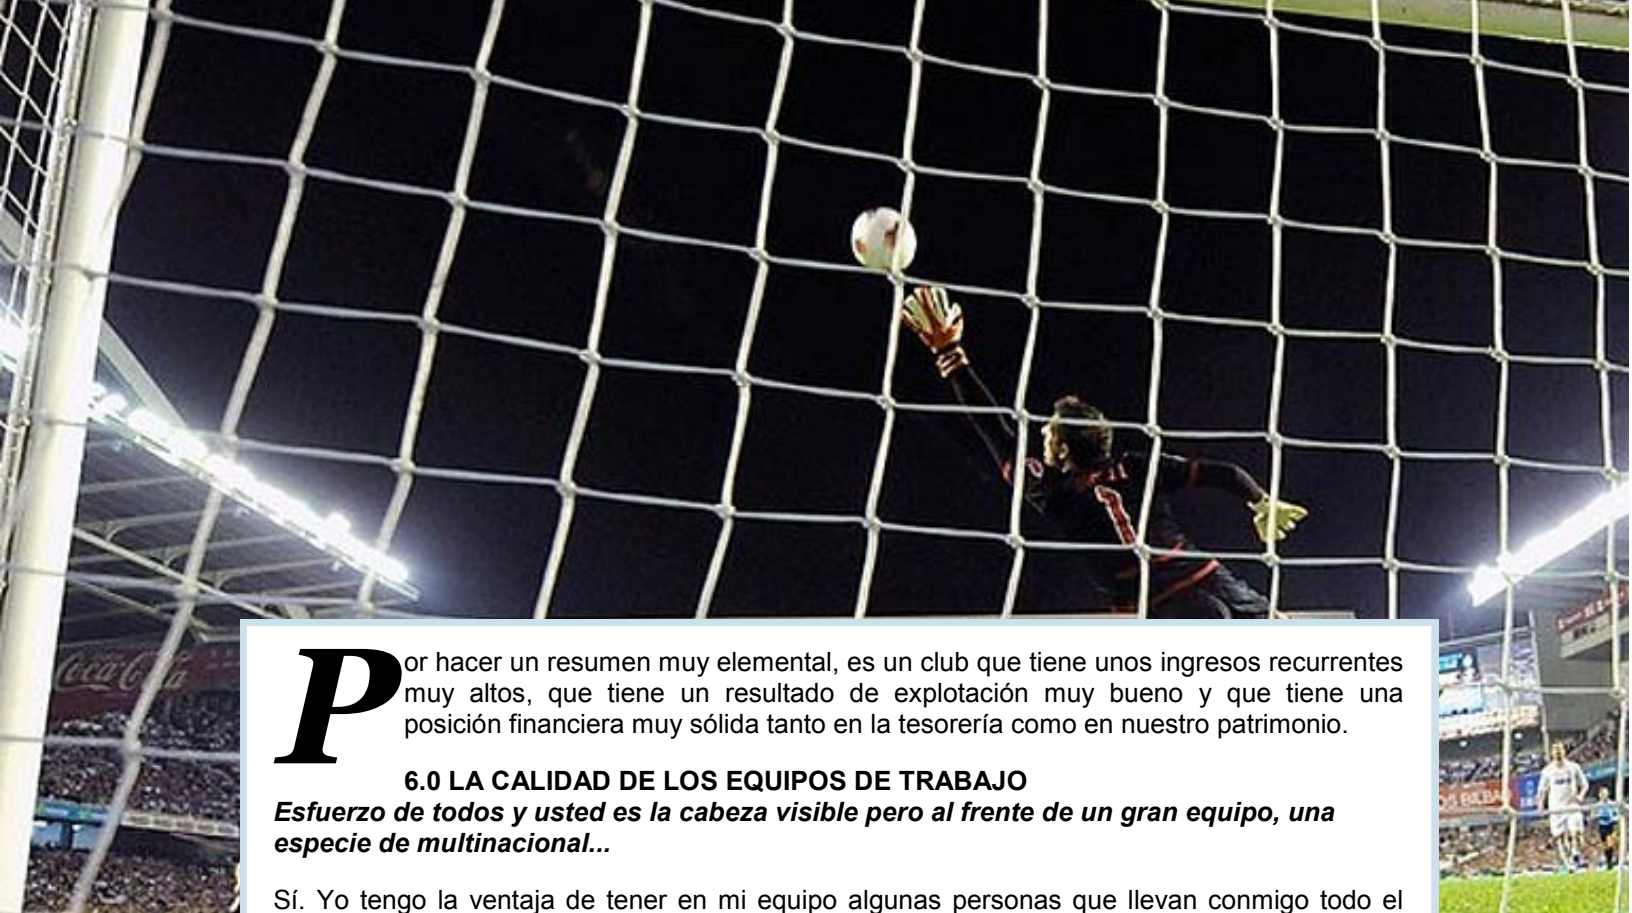 1
Coca-Cola
Por hacer un resumen muy elemental, es un club que tiene unos ingresos recurrentes
muy altos, que tiene un resultado de explotación muy bueno y que tiene una
posición financiera muy sólida tanto en la tesorería como en nuestro patrimonio.
6.0 LA CALIDAD DE LOS EQUIPOS DE TRABAJO
Esfuerzo de todos y usted es la cabeza visible pero al frente de un gran equipo, una
especie de multinacional...
Sí. Yo tengo la ventaja de tener en mi equipo algunas personas que llevan conmigo todo el